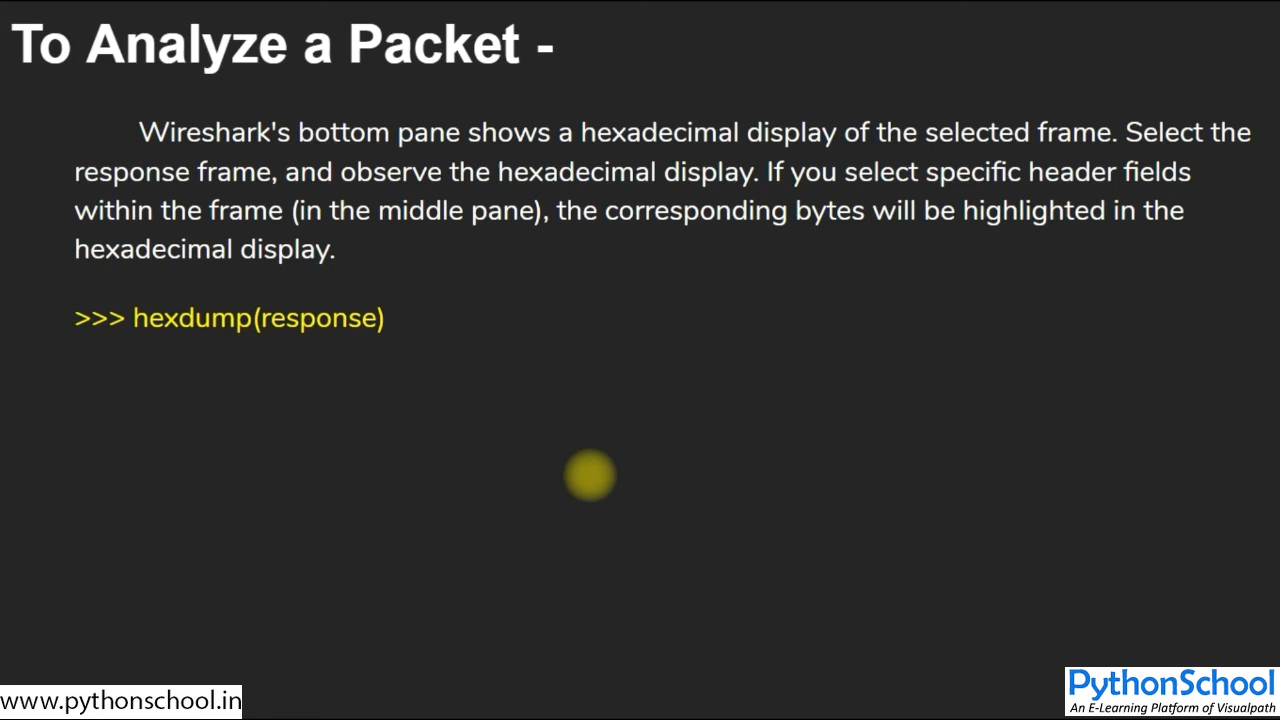 To Analyze a Packet -
Wireshark's bottom pane shows a hexadecimal display of the selected frame. Select the
response frame, and observe the hexadecimal display. If you select specific header fields
within the frame (in the middle pane), the corresponding bytes will be highlighted in the
hexadecimal display.
>>> hexdump(response)
www.pythonschool.in
PythonSchool
An E-Learning Platform of Visualpath